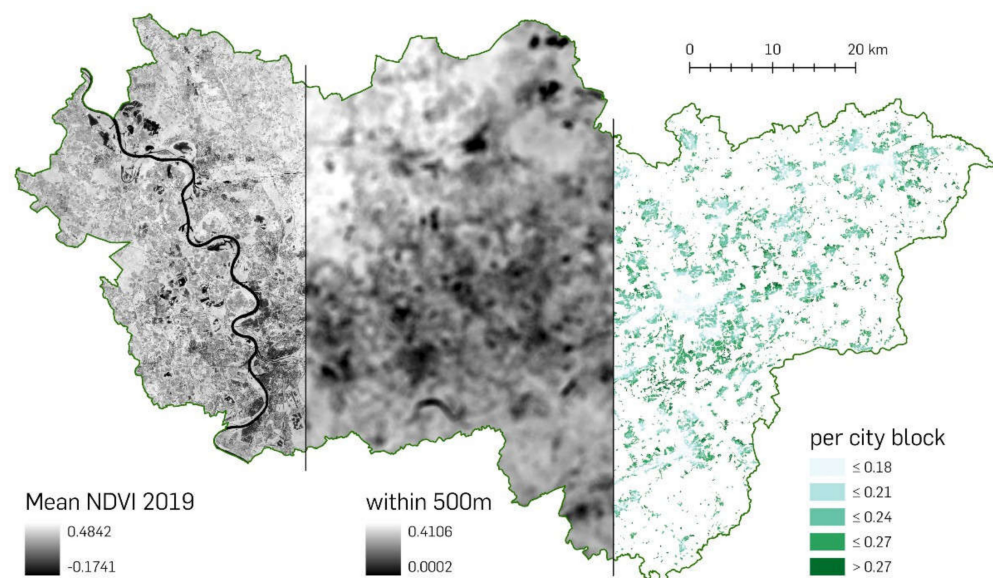 0 10 20 km
Mean NDVI 2019
0.4842
-0.1741
within 500m
0.4106
0.0002
per city block
≤ 0.18
≤ 0.21
≤ 0.24
≤ 0.27
> 0.27